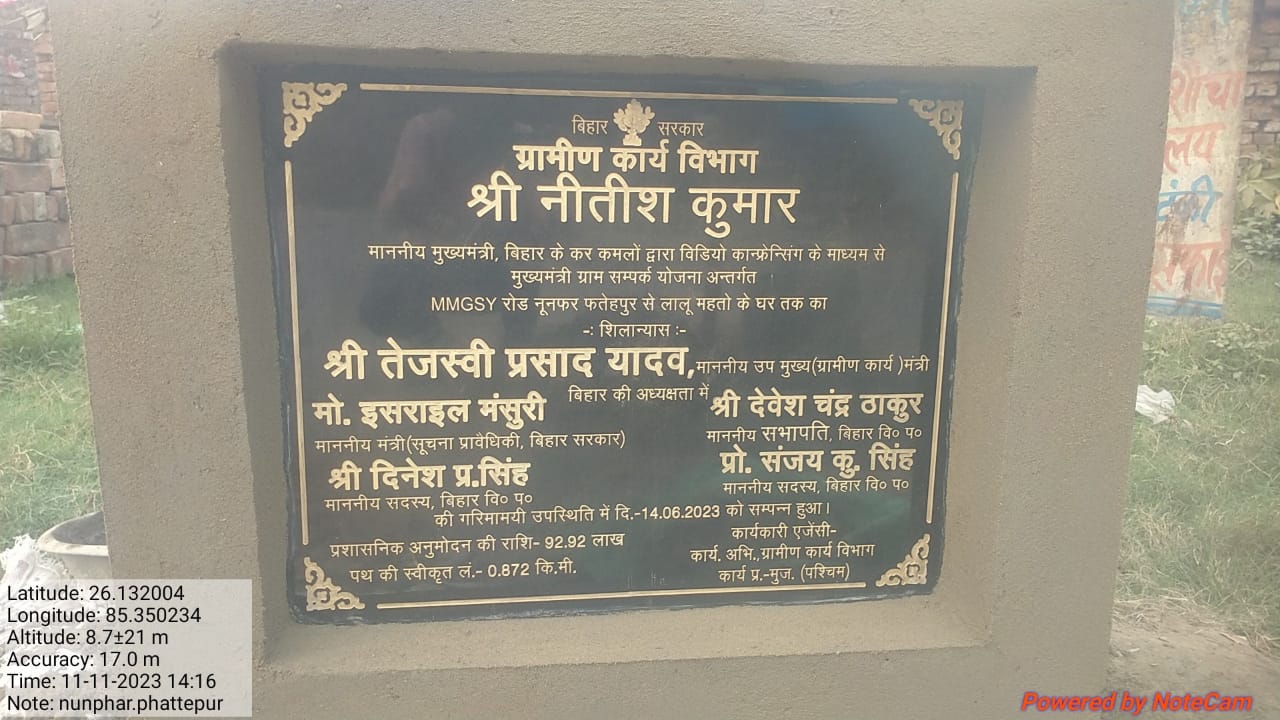 बिहार सरकार
ग्रामीण कार्य विभाग
श्री नीतीश कुमार
माननीय मुख्यमंत्री, बिहार के कर कमलों द्वारा विडियो कान्फ्रेन्सिंग के माध्यम से
मुख्यमंत्री ग्राम सम्पर्क योजना अन्तर्गत
MMGSY रोड नूनफर फतेहपुर से लालू महतो के घर तक का
-: शिलान्यास :-
श्री तेजस्वी प्रसाद यादव, माननीय उप मुख्य(ग्रामीण कार्य )मंत्री
बिहार की अध्यक्षता में
मो. इसराइल मंसुरी
माननीय मंत्री(सूचना प्रावैधिकी, बिहार सरकार)
श्री देवेश चंद्र ठाकुर
माननीय सभापति, बिहार वि० प०
श्री दिनेश प्र.सिंह
माननीय सदस्य, बिहार वि० प०
प्रो. संजय कु. सिंह
माननीय सदस्य, बिहार वि० प०
की गरिमामयी उपस्थिति में दि.-14.06.2023 को सम्पन्न हुआ।
प्रशासनिक अनुमोदन की राशि- 92.92 लाख
पथ की स्वीकृत लं.- 0.872 कि.मी.
कार्यकारी एजेंसी-
कार्य. अभि.,ग्रामीण कार्य विभाग
कार्य प्र.-मुज. (पश्चिम)
टंकी
Latitude: 26.132004
Longitude: 85.350234
Altitude: 8.7±21 m
Accuracy: 17.0 m
Time: 11-11-2023 14:16
Note: nunphar.phattepur
Powered by NoteCam